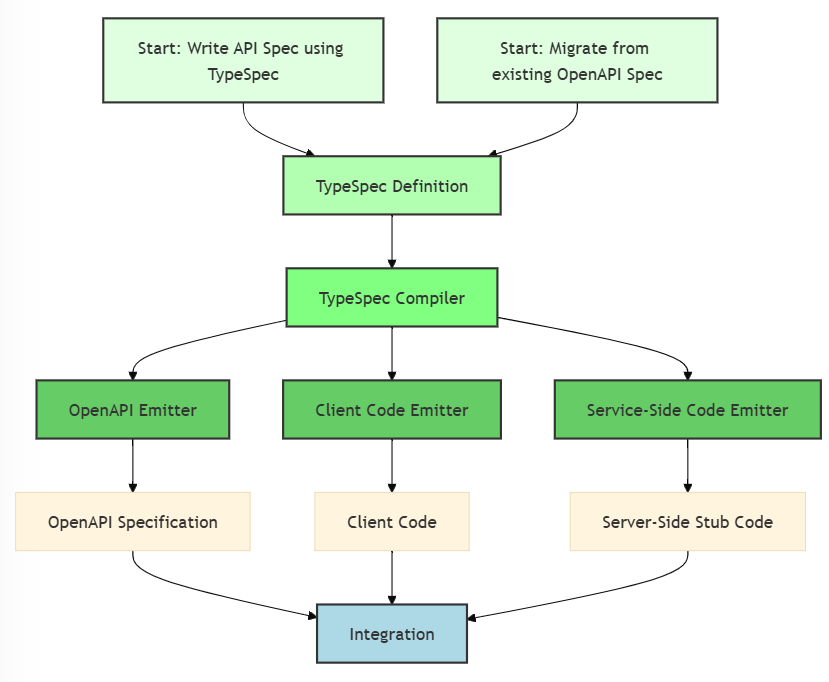 Start: Write API Spec using
TypeSpec
Start: Migrate from
existing OpenAPI Spec
TypeSpec Definition
TypeSpec Compiler
OpenAPI Emitter
Client Code Emitter
Service-Side Code Emitter
OpenAPI Specification
Client Code
Server-Side Stub Code
Integration